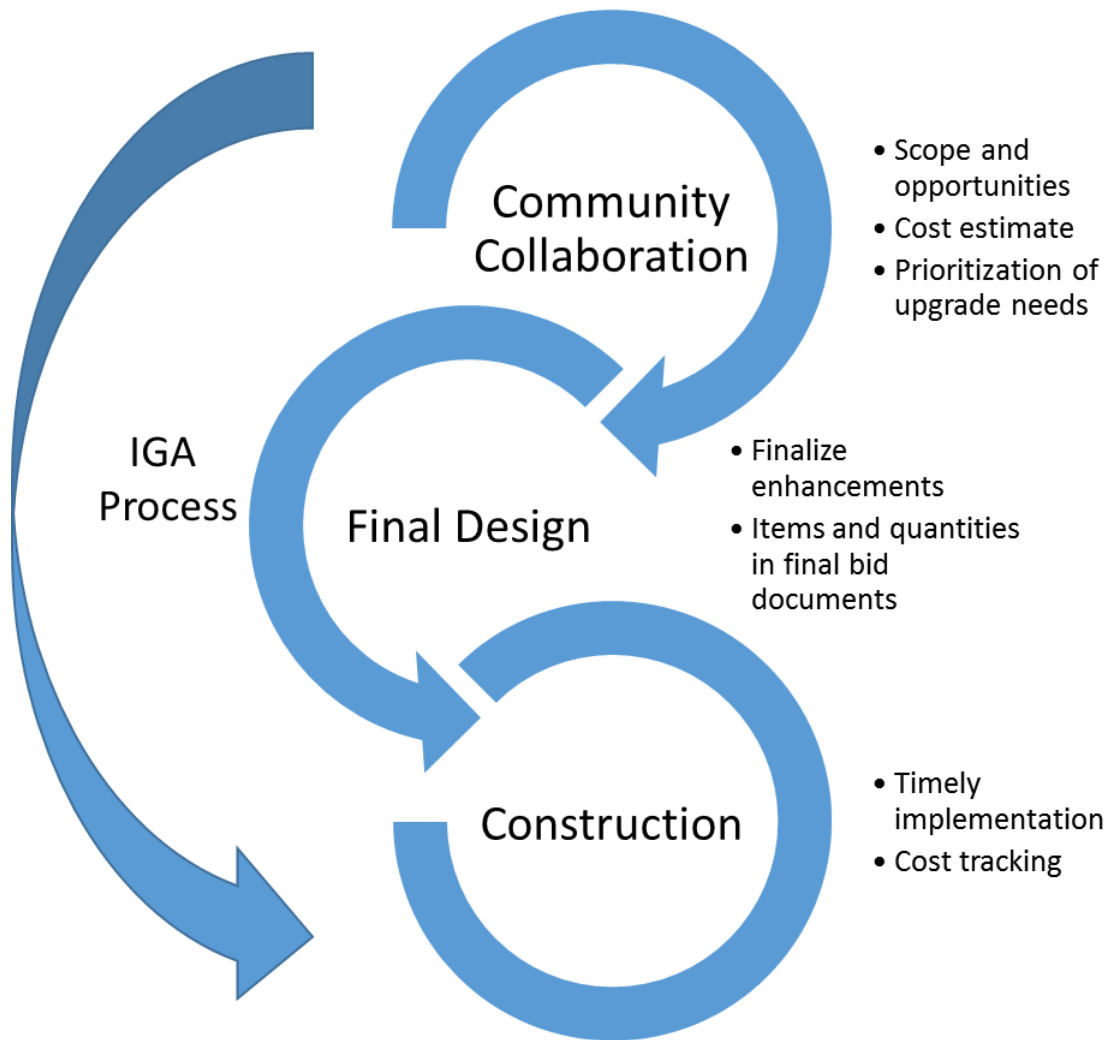 Community
Collaboration
• Scope and
opportunities
• Cost estimate
• Prioritization of
upgrade needs
IGA
Process
Final Design
• Finalize
enhancements
• Items and quantities
in final bid
documents
Construction
• Timely
implementation
• Cost tracking